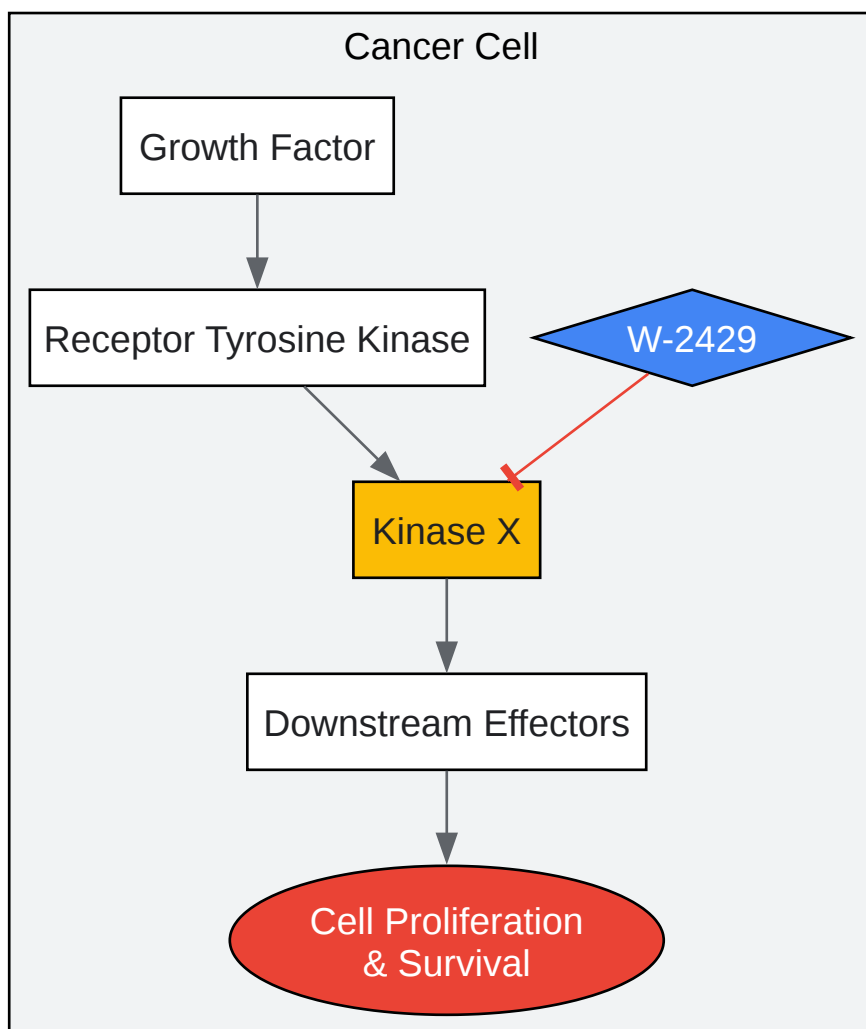 Cancer Cell
Growth Factor
Receptor Tyrosine Kinase
W-2429
Kinase X
Downstream Effectors
Cell Proliferation
& Survival